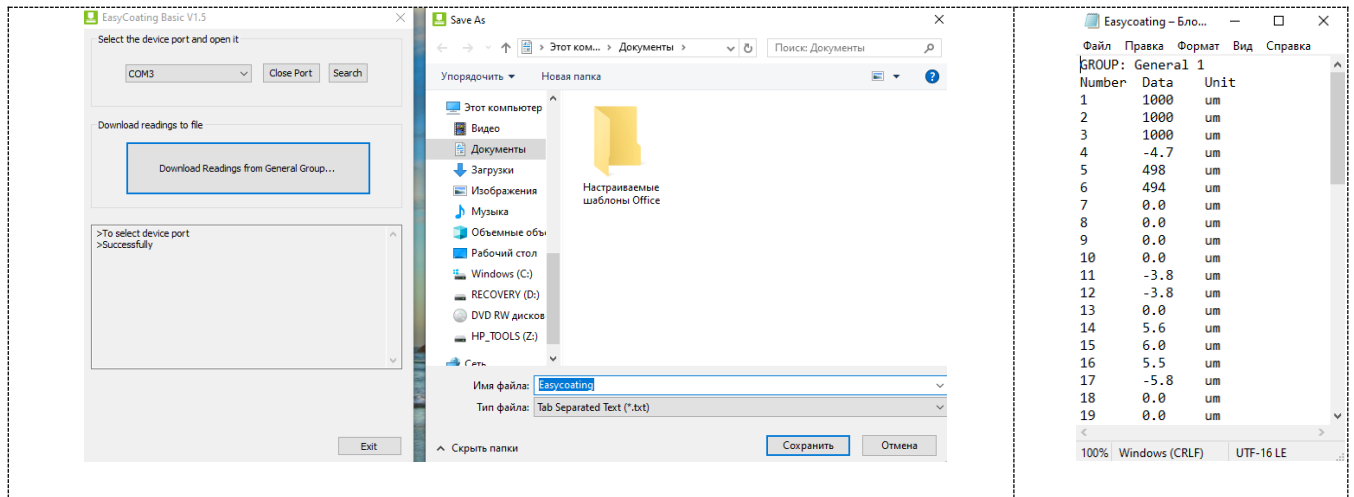 EasyCoating Basic V1.5
Select the device port and open it
COM3
Close Port
Search
Download readings to file
Download Readings from General Group...
>To select device port
>Successfully
Exit
Save As
Этот ком... > Документы >
Поиск: Документы
Упорядочить
Новая папка
Этот компьютер
Видео
Документы
Загрузки
Изображения
Музыка
Объемные объ
Рабочий стол
Windows (C:)
RECOVERY (D:)
DVD RW дисков
HP_TOOLS (Z:)
Сеть
Настраиваемые
шаблоны Office
Имя файла: Easycoating
Тип файла: Tab Separated Text (*.txt)
Скрыть папки
Сохранить
Отмена
Easycoating – Бло...
Файл Правка Формат Вид Справка
GROUP: General 1
Number Data Unit
1 1000 um
2 1000 um
3 1000 um
4 -4.7 um
5 498 um
6 494 um
7 0.0 um
8 0.0 um
9 0.0 um
10 0.0 um
11 -3.8 um
12 -3.8 um
13 0.0 um
14 5.6 um
15 6.0 um
16 5.5 um
17 -5.8 um
18 0.0 um
19 0.0 um
100% Windows (CRLF) UTF-16 LE